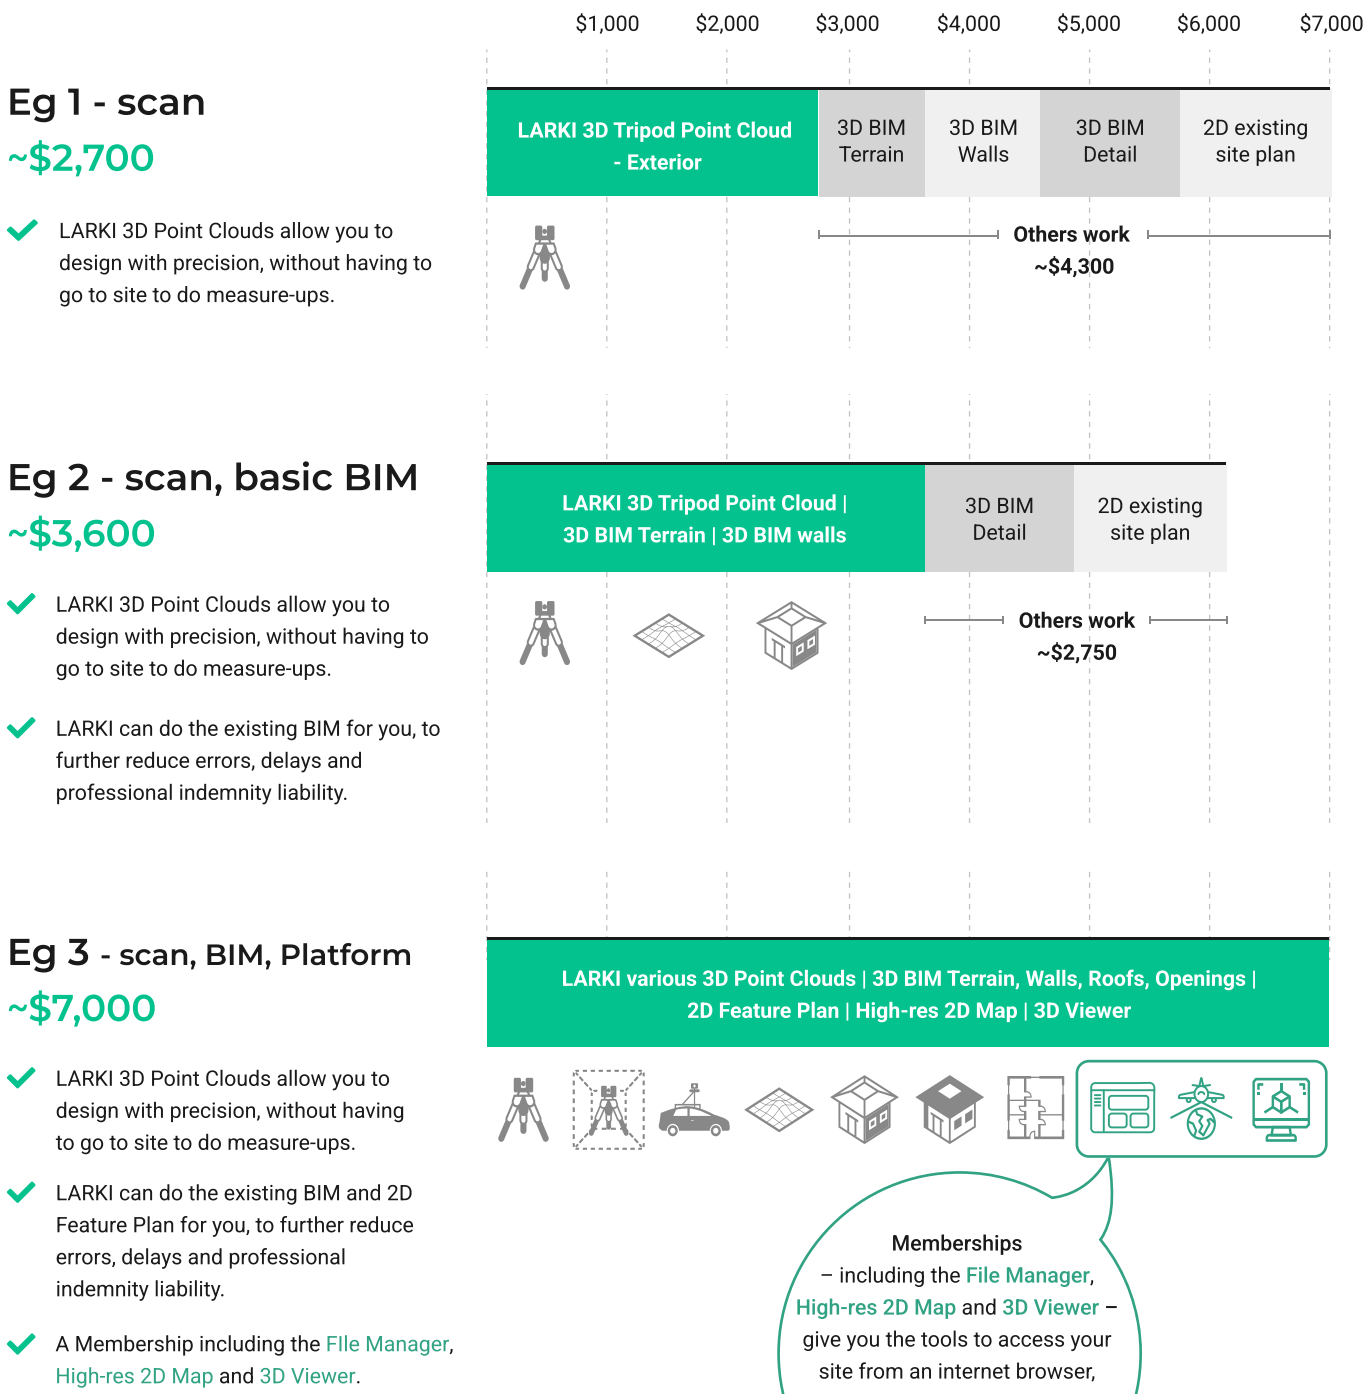 $1,000 $2,000 $3,000 $4,000 $5,000 $6,000 $7,000
Eg 1 - scan
~$2,700
LARKI 3D Point Clouds allow you to
design with precision, without having to
go to site to do measure-ups.
LARKI 3D Tripod Point Cloud
- Exterior
3D BIM
Terrain
3D BIM
Walls
3D BIM
Detail
2D existing
site plan
Others work
~$4,300
Eg 2 - scan, basic BIM
~$3,600
LARKI 3D Point Clouds allow you to
design with precision, without having to
go to site to do measure-ups.
LARKI can do the existing BIM for you, to
further reduce errors, delays and
professional indemnity liability.
LARKI 3D Tripod Point Cloud |
3D BIM Terrain | 3D BIM walls
3D BIM
Detail
2D existing
site plan
Others work
~$2,750
Eg 3 - scan, BIM, Platform
~$7,000
LARKI 3D Point Clouds allow you to
design with precision, without having
to go to site to do measure-ups.
LARKI can do the existing BIM and 2D
Feature Plan for you, to further reduce
errors, delays and professional
indemnity liability.
A Membership including the FIle Manager,
High-res 2D Map and 3D Viewer.
LARKI various 3D Point Clouds | 3D BIM Terrain, Walls, Roofs, Openings |
2D Feature Plan | High-res 2D Map | 3D Viewer
Memberships
– including the File Manager,
High-res 2D Map and 3D Viewer –
give you the tools to access your
site from an internet browser,